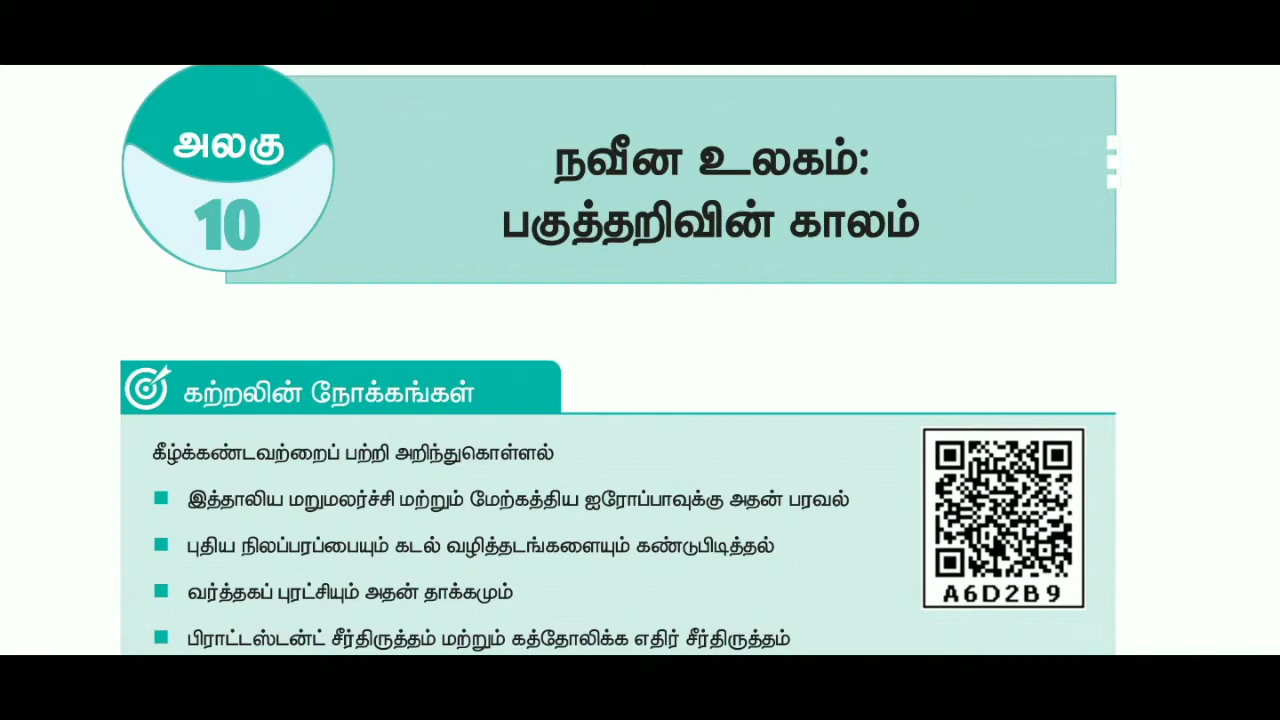 அலகு
10
நவீன உலகம்:
பகுத்தறிவின் காலம்
கற்றலின் நோக்கங்கள்
கீழ்க்கண்டவற்றைப் பற்றி அறிந்துகொள்ளல்
இத்தாலிய மறுமலர்ச்சி மற்றும் மேற்கத்திய ஐரோப்பாவுக்கு அதன் பரவல்
புதிய நிலப்பரப்பையும் கடல் வழித்தடங்களையும் கண்டுபிடித்தல்
வர்த்தகப் புரட்சியும் அதன் தாக்கமும்
பிராட்டஸ்டன்ட் சீர்திருத்தம் மற்றும் கத்தோலிக்க எதிர் சீர்திருத்தம்
A6D2B9